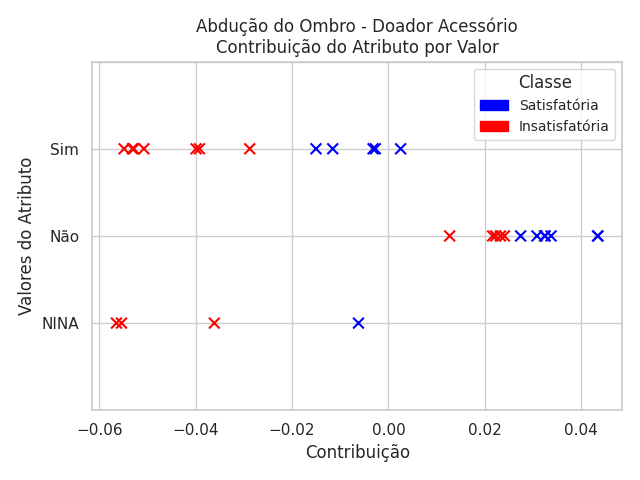 Abdução do Ombro - Doador Acessório
Contribuição do Atributo por Valor
Classe
Satisfatória
Insatisfatória
Valores do Atributo
Sim
Não
NINA
−0.06
−0.04
−0.02
0.00
0.02
0.04
Contribuição